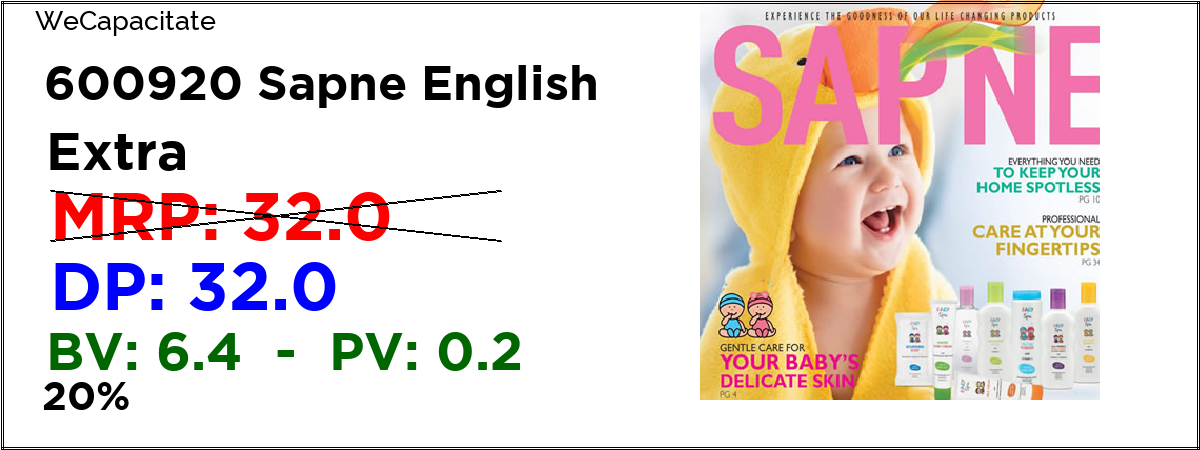 WeCapacitate
600920 Sapne English
Extra
MRP: 32.0
DP: 32.0
BV: 6.4 - PV: 0.2
20%
EXPERIENCE THE GOODNESS OF OUR LIFE CHANGING PRODUCTS
SAPNE
EVERYTHING YOU NEED
TO KEEP YOUR
HOME SPOTLESS
PG 10
PROFESSIONAL
CARE AT YOUR
FINGERTIPS
PG 34
GENTLE CARE FOR
YOUR BABY'S
DELICATE SKIN
PG 4